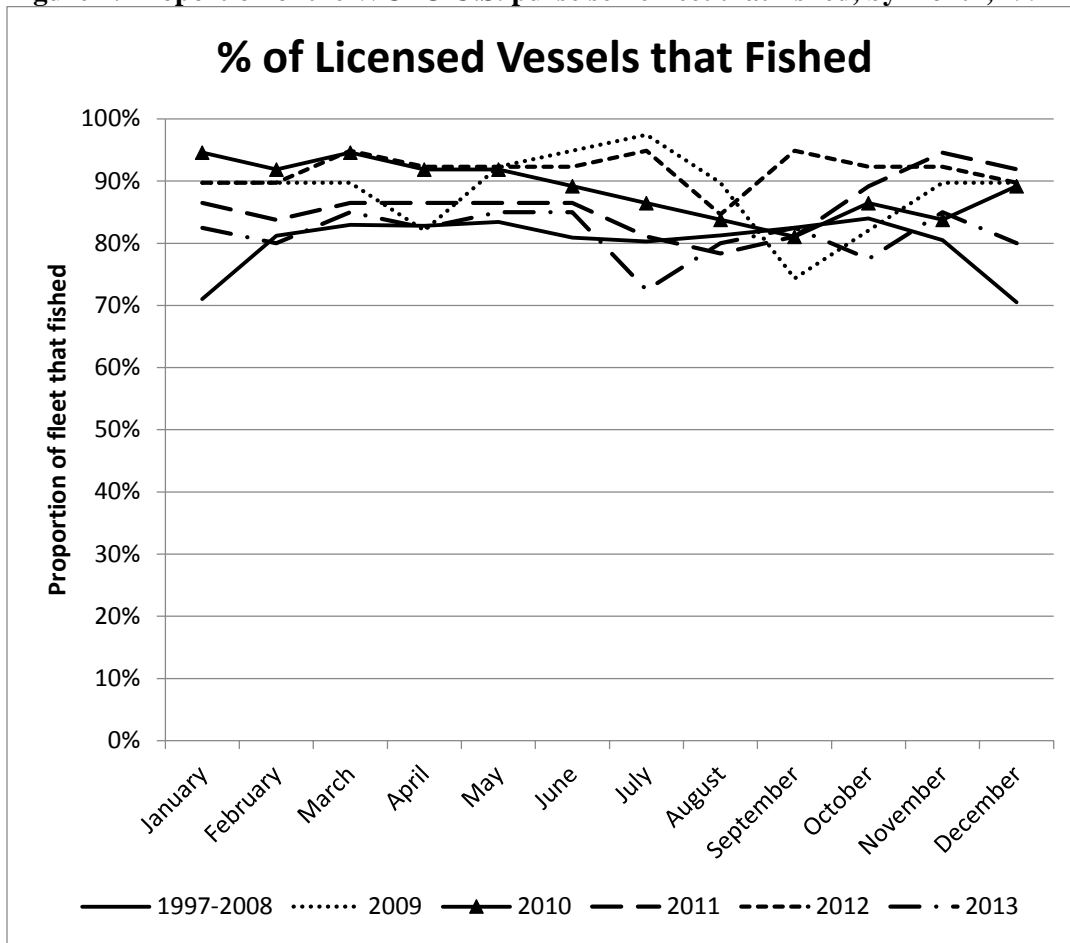 % of Licensed Vessels that Fished
Proportion of fleet that fished
100%
90%
80%
70%
60%
50%
40%
30%
20%
10%
0%
January
February
March
April
May
June
July
August
September
October
November
December
1997-2008 2009 2010 2011 2012 2013